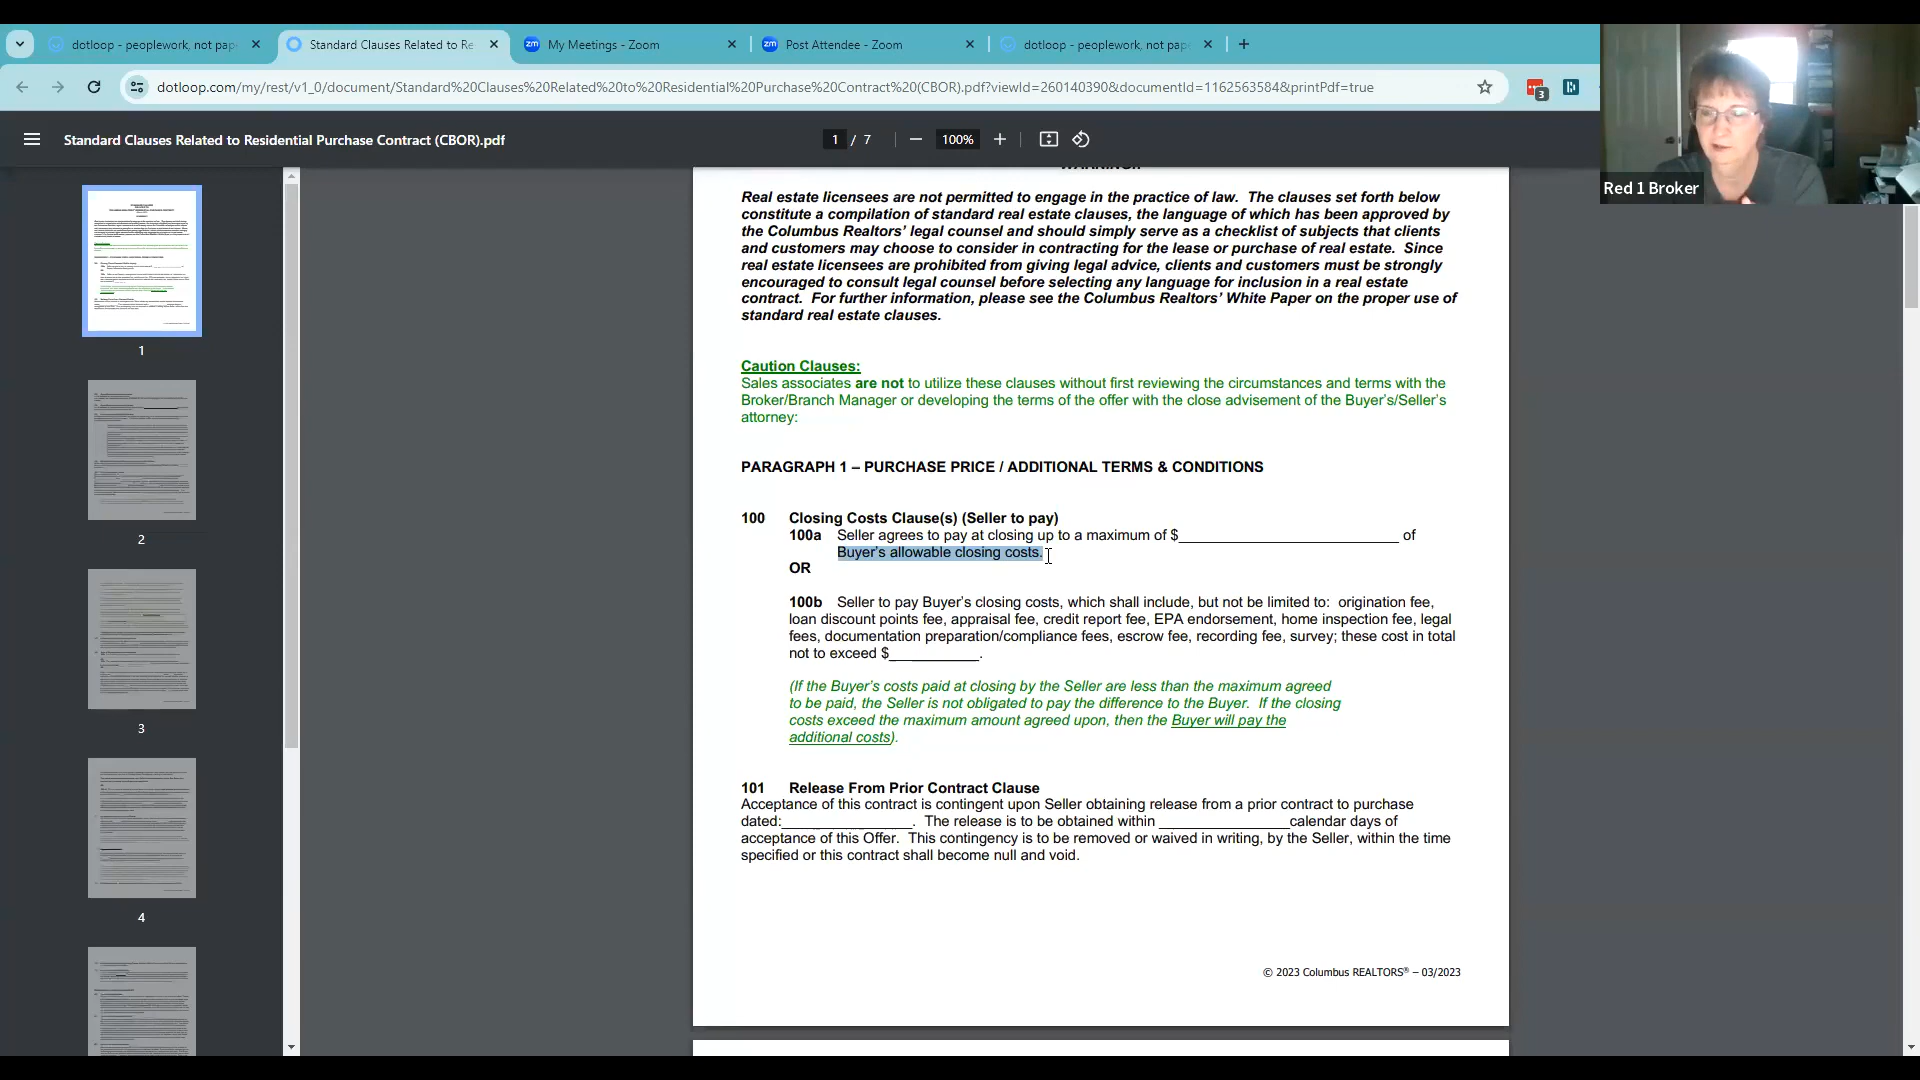 dotloop - peoplework, not pap
Standard Clauses Related to Re
My Meetings - Zoom
Post Attendee - Zoom
dotloop - peoplework, not pape
dotloop.com/my/rest/v1_0/document/Standard%20Clauses%20Related%20to%20Residential%20Purchase%20Contract%20(CBOR).pdf?viewId=260140390&documentId=1162563584&printPdf=true
3
Standard Clauses Related to Residential Purchase Contract (CBOR).pdf
1 / 7
100%
Red 1 Broker
1
2
3
4
Real estate licensees are not permitted to engage in the practice of law. The clauses set forth below
constitute a compilation of standard real estate clauses, the language of which has been approved by
the Columbus Realtors' legal counsel and should simply serve as a checklist of subjects that clients
and customers may choose to consider in contracting for the lease or purchase of real estate. Since
real estate licensees are prohibited from giving legal advice, clients and customers must be strongly
encouraged to consult legal counsel before selecting any language for inclusion in a real estate
contract. For further information, please see the Columbus Realtors' White Paper on the proper use of
standard real estate clauses.
Caution Clauses:
Sales associates are not to utilize these clauses without first reviewing the circumstances and terms with the
Broker/Branch Manager or developing the terms of the offer with the close advisement of the Buyer's/Seller's
attorney:
PARAGRAPH 1 – PURCHASE PRICE / ADDITIONAL TERMS & CONDITIONS
100 Closing Costs Clause(s) (Seller to pay)
100a Seller agrees to pay at closing up to a maximum of $__________________________ of
Buyer's allowable closing costs.
OR
100b Seller to pay Buyer's closing costs, which shall include, but not be limited to: origination fee,
loan discount points fee, appraisal fee, credit report fee, EPA endorsement, home inspection fee, legal
fees, documentation preparation/compliance fees, escrow fee, recording fee, survey; these cost in total
not to exceed $___________.
(If the Buyer's costs paid at closing by the Seller are less than the maximum agreed
to be paid, the Seller is not obligated to pay the difference to the Buyer. If the closing
costs exceed the maximum amount agreed upon, then the Buyer will pay the
additional costs).
101 Release From Prior Contract Clause
Acceptance of this contract is contingent upon Seller obtaining release from a prior contract to purchase
dated:________________. The release is to be obtained within ________________calendar days of
acceptance of this Offer. This contingency is to be removed or waived in writing, by the Seller, within the time
specified or this contract shall become null and void.
© 2023 Columbus REALTORS® – 03/2023